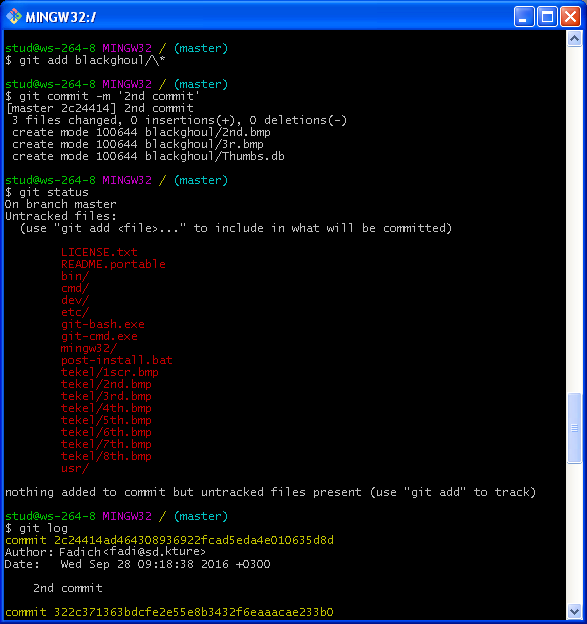 MINGW32:/
stud@ws-264-8 MINGW32 / (master)
$ git add blackghoul/\*
stud@ws-264-8 MINGW32 / (master)
$ git commit -m '2nd commit'
[master 2c24414] 2nd commit
 3 files changed, 0 insertions(+), 0 deletions(-)
 create mode 100644 blackghoul/2nd.bmp
 create mode 100644 blackghoul/3r.bmp
 create mode 100644 blackghoul/Thumbs.db
stud@ws-264-8 MINGW32 / (master)
$ git status
On branch master
Untracked files:
  (use "git add <file>..." to include in what will be committed)
        LICENSE.txt
        README.portable
        bin/
        cmd/
        dev/
        etc/
        git-bash.exe
        git-cmd.exe
        mingw32/
        post-install.bat
        tekel/1scr.bmp
        tekel/2nd.bmp
        tekel/3rd.bmp
        tekel/4th.bmp
        tekel/5th.bmp
        tekel/6th.bmp
        tekel/7th.bmp
        tekel/8th.bmp
        usr/
nothing added to commit but untracked files present (use "git add" to track)
stud@ws-264-8 MINGW32 / (master)
$ git log
commit 2c24414ad464308936922fcad5eda4e010635d8d
Author: Fadich<fadi@sd.kture>
Date:   Wed Sep 28 09:18:38 2016 +0300
    2nd commit
commit 322c371363bdcfe2e55e8b3432f6eaaacae233b0